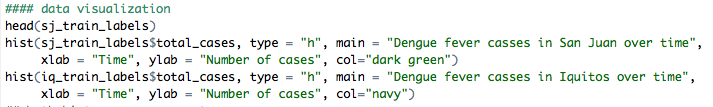 #### data visualization
head(sj_train_labels)
hist(sj_train_labels$total_cases, type = "h", main = "Dengue fever casses in San Juan over time",
xlab = "Time", ylab = "Number of cases", col="dark green")
hist(iq_train_labels$total_cases, type = "h", main = "Dengue fever casses in Iquitos over time",
xlab = "Time", ylab = "Number of cases", col="navy")